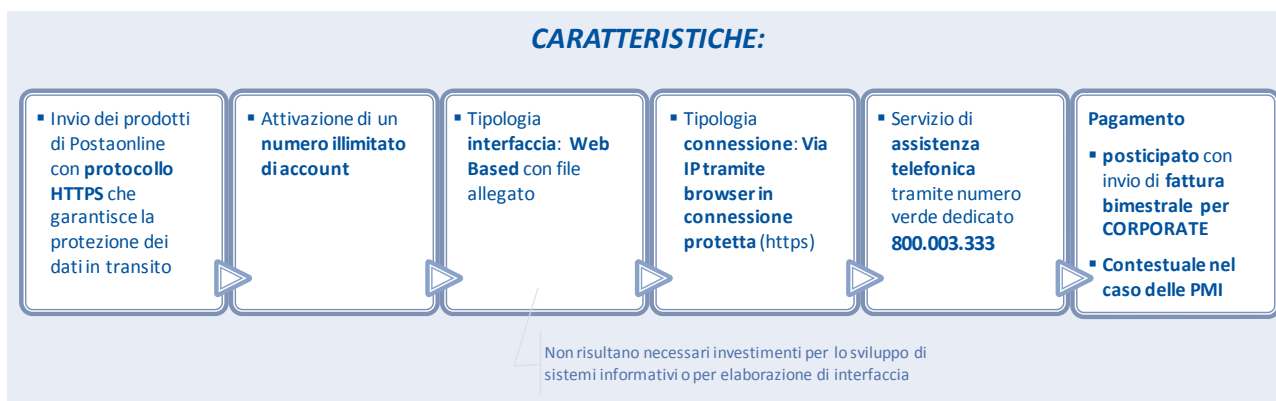 CARATTERISTICHE:
▪ Invio dei prodotti
di Postaonline
con protocollo
HTTPS che
garantisce la
protezione dei
dati in transito
▪ Attivazione di un
numero illimitato
di account
▪ Tipologia
interfaccia: Web
Based con file
allegato
▪ Tipologia
connessione: Via
IP tramite
browser in
connessione
protetta (https)
▪ Servizio di
assistenza
telefonica
tramite numero
verde dedicato
800.003.333
Pagamento
▪ posticipato con
invio di fattura
bimestrale per
CORPORATE
▪ Contestuale nel
caso delle PMI
Non risultano necessari investimenti per lo sviluppo di
sistemi informativi o per elaborazione di interfaccia